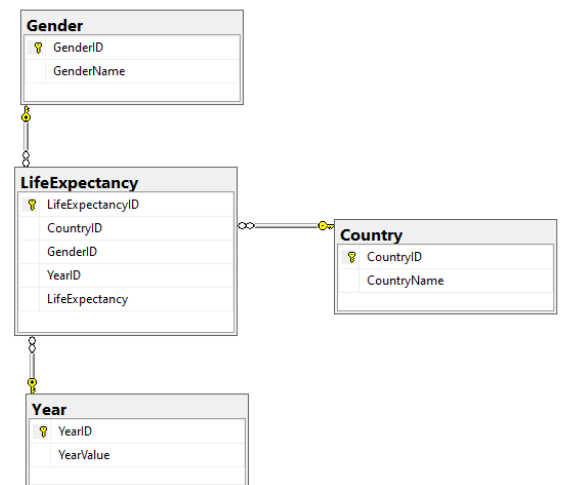 Gender
GenderID
GenderName
LifeExpectancy
LifeExpectancyID
CountryID
GenderID
YearID
LifeExpectancy
Country
CountryID
CountryName
Year
YearID
YearValue